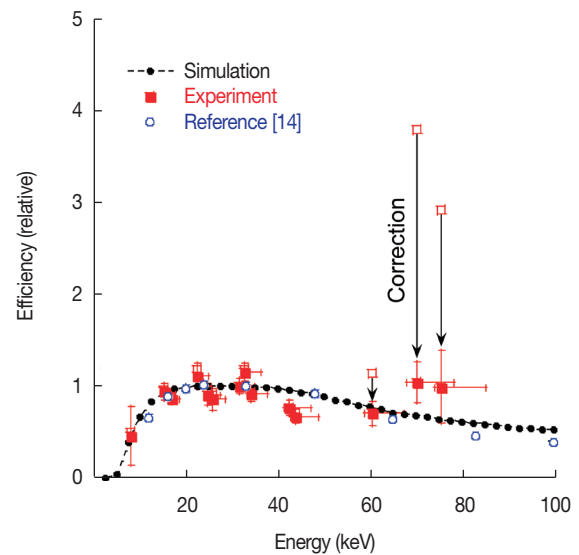 5
Simulation
Experiment
4
Reference [14]
3
Correction
Efficiency (relative)
2
1
0
20
40
60
80
100
Energy (keV)